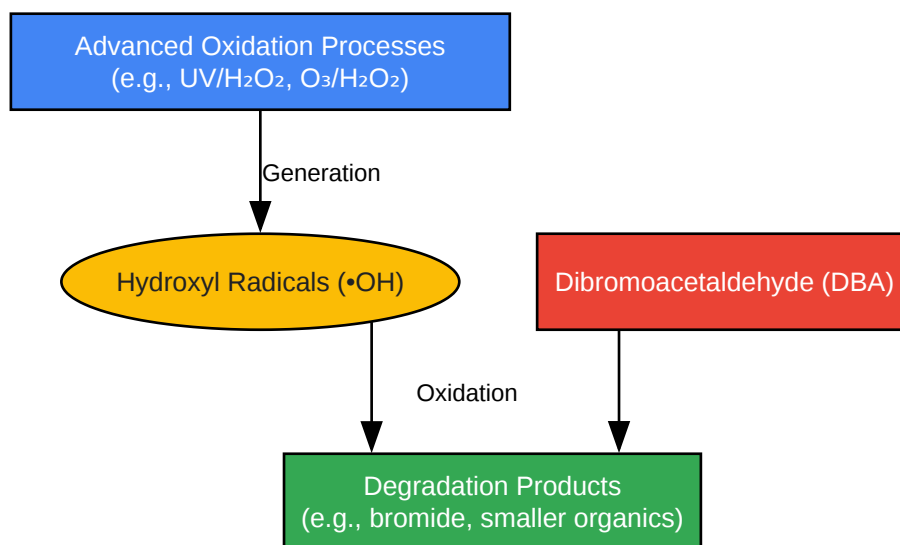 Advanced Oxidation Processes
(e.g., UV/H₂O₂, O₃/H₂O₂)
Generation
Hydroxyl Radicals (•OH)
Dibromoacetaldehyde (DBA)
Oxidation
Degradation Products
(e.g., bromide, smaller organics)